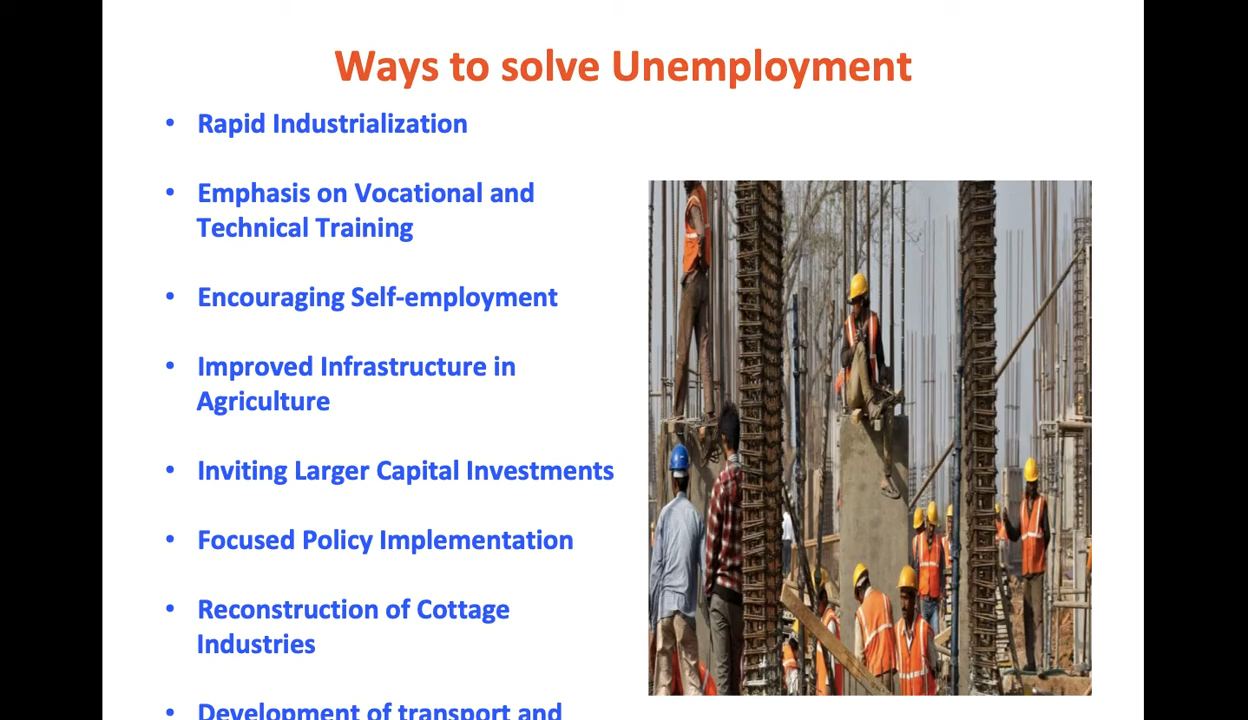 Ways to solve Unemployment
• Rapid Industrialization
• Emphasis on Vocational and
Technical Training
• Encouraging Self-employment
• Improved Infrastructure in
Agriculture
• Inviting Larger Capital Investments
• Focused Policy Implementation
• Reconstruction of Cottage
Industries
• Development of transport and